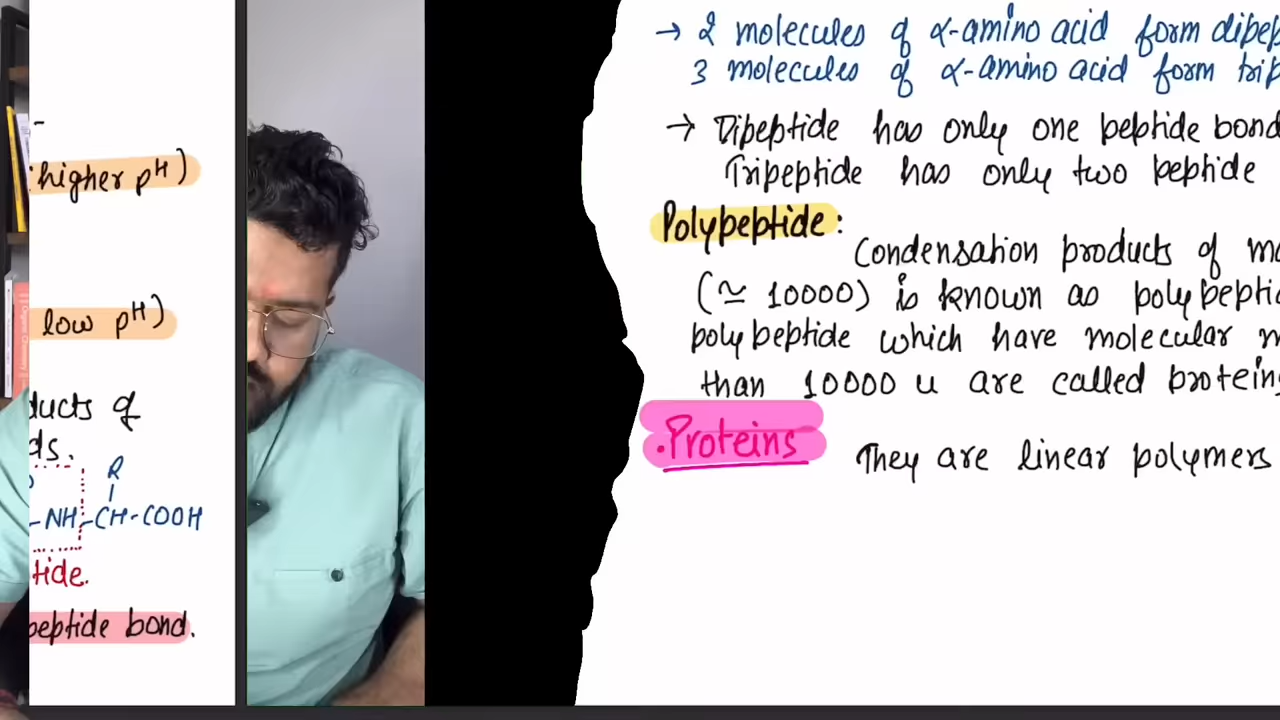 -
higher pH)
low pH)
ducts of
ds.
R
-NH-CH-COOH
tide.
peptide bond.
→ 2 molecules of α-amino acid form dipep
3 molecules of α-amino acid form trip
→ Dipeptide has only one peptide bond
Tripeptide has only two peptide
Polypeptide:
Condensation products of mo
(≃ 10000) is known as polypeptid
polypeptide which have molecular m
than 10000 u are called proteins
.Proteins
They are linear polymers